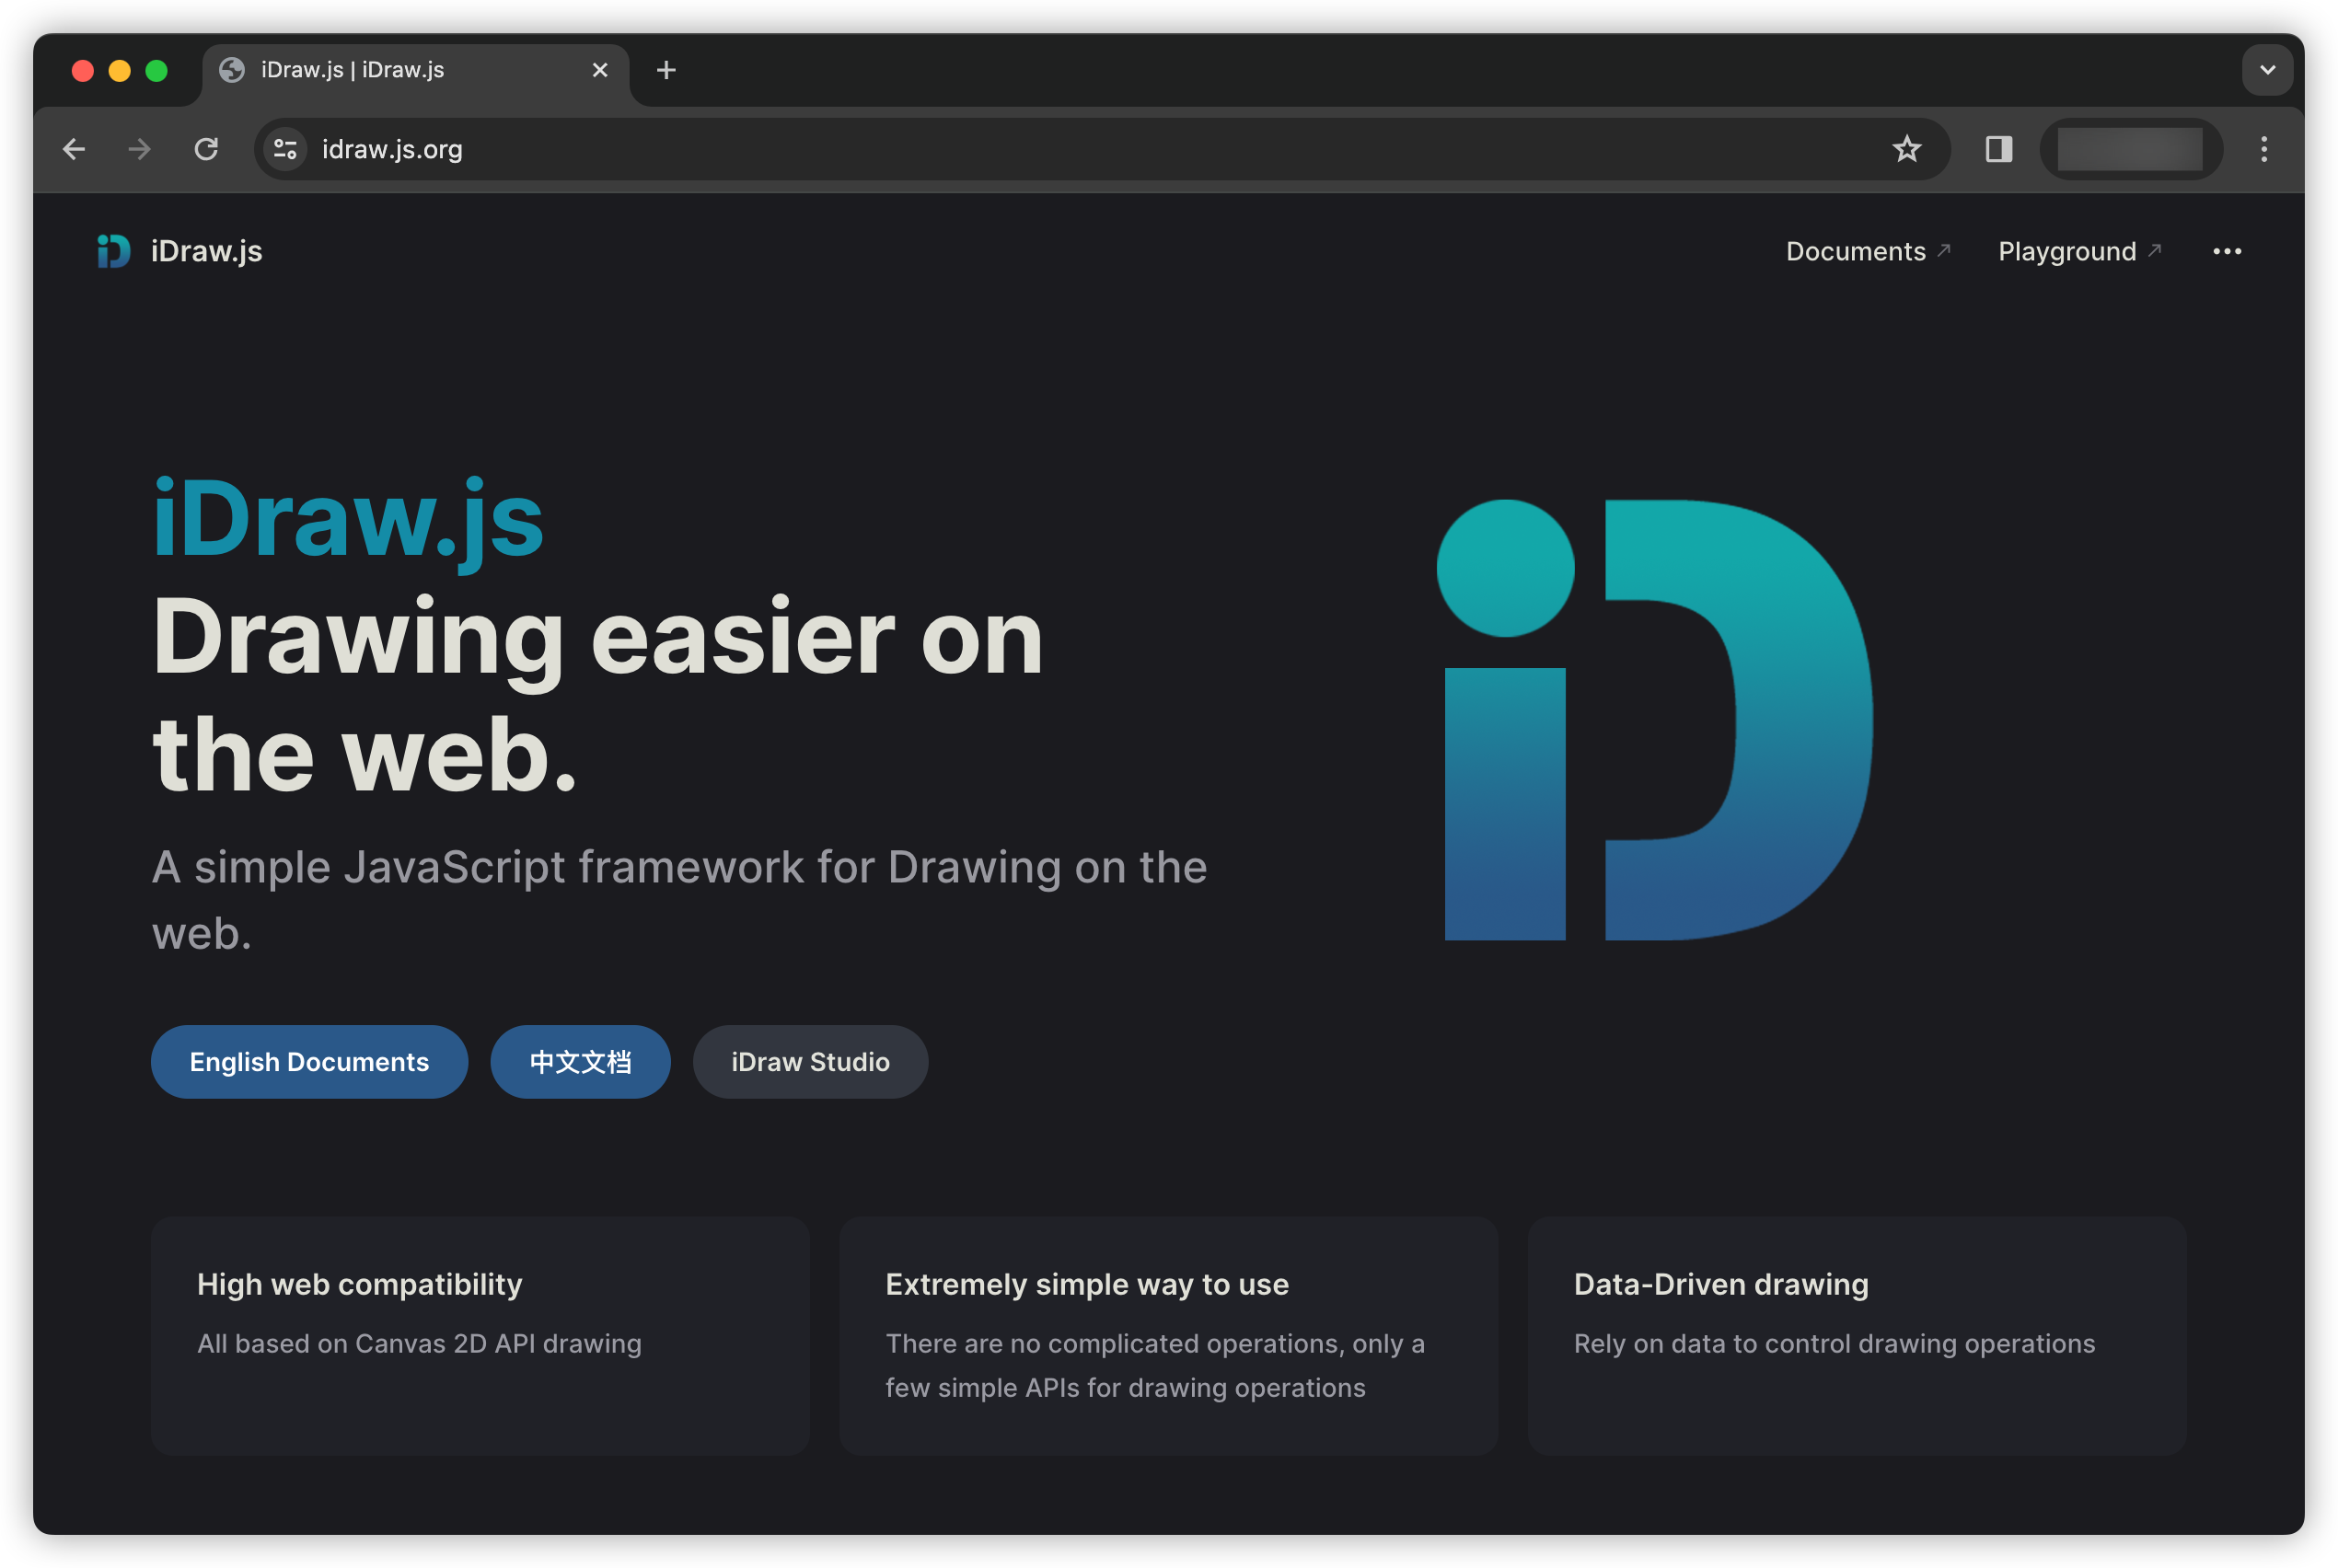 iDraw.js | iDraw.js
idraw.js.org
iDraw.js
Documents
Playground
iDraw.js
Drawing easier on
the web.
A simple JavaScript framework for Drawing on the
web.
English Documents
中文文档
iDraw Studio
iD
High web compatibility
All based on Canvas 2D API drawing
Extremely simple way to use
There are no complicated operations, only a
few simple APIs for drawing operations
Data-Driven drawing
Rely on data to control drawing operations